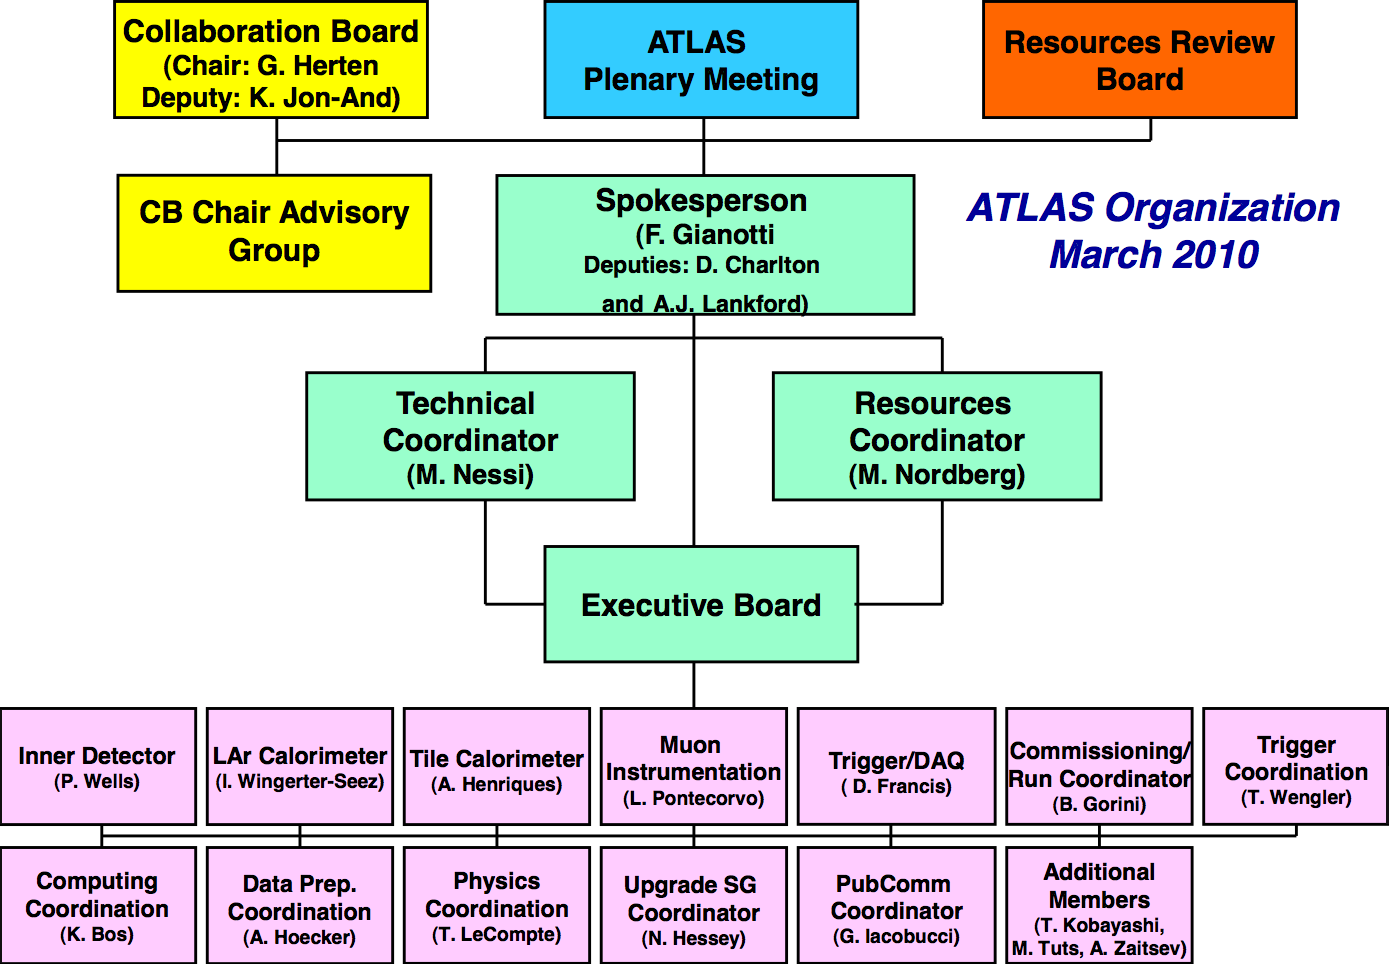 Collaboration Board
(Chair: G. Herten
Deputy: K. Jon-And)
ATLAS
Plenary Meeting
Resources Review
Board
CB Chair Advisory
Group
Spokesperson
(F. Gianotti
Deputies: D. Charlton
and A.J. Lankford)
ATLAS Organization
March 2010
Technical
Coordinator
(M. Nessi)
Resources
Coordinator
(M. Nordberg)
Executive Board
Inner Detector
(P. Wells)
LAr Calorimeter
(I. Wingerter-Seez)
Tile Calorimeter
(A. Henriques)
Muon
Instrumentation
(L. Pontecorvo)
Trigger/DAQ
( D. Francis)
Commissioning/
Run Coordinator
(B. Gorini)
Trigger
Coordination
(T. Wengler)
Computing
Coordination
(K. Bos)
Data Prep.
Coordination
(A. Hoecker)
Physics
Coordination
(T. LeCompte)
Upgrade SG
Coordinator
(N. Hessey)
PubComm
Coordinator
(G. Iacobucci)
Additional
Members
(T. Kobayashi,
M. Tuts, A. Zaitsev)